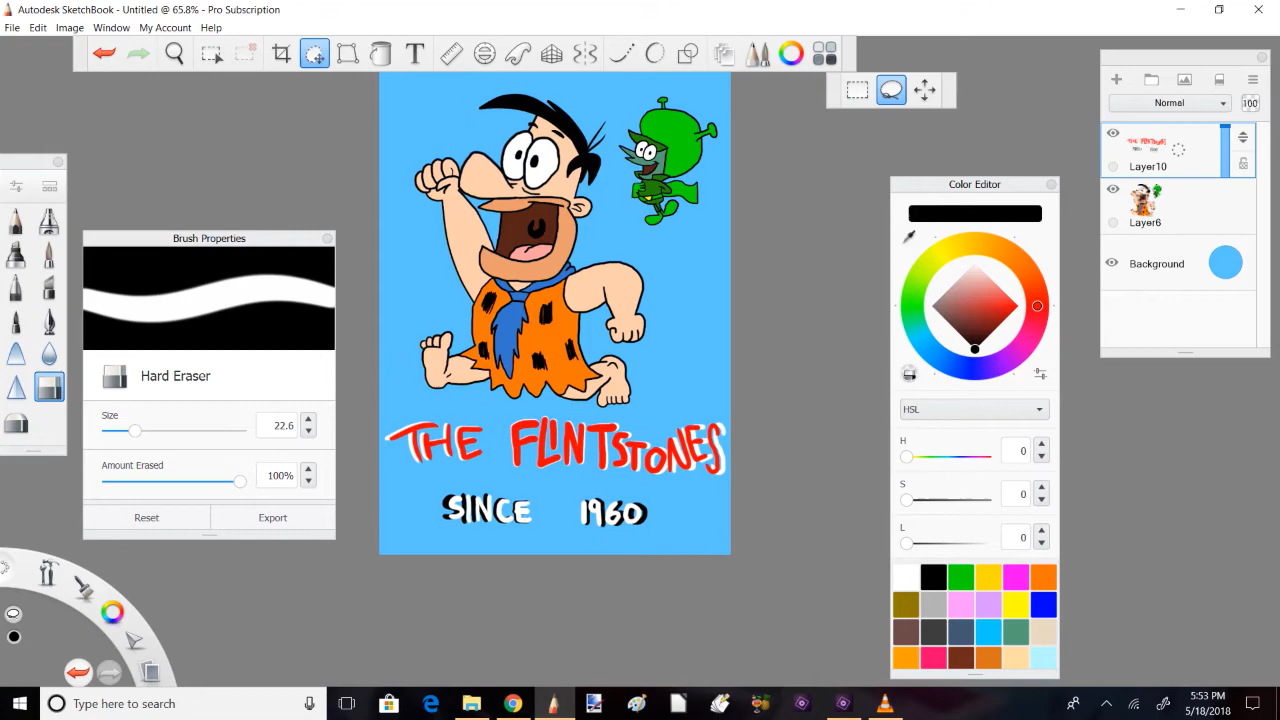 Autodesk SketchBook - Untitled @ 65.8% - Pro Subscription
File Edit Image Window My Account Help
T
Normal 100
Layer10
Layer6
Background
Color Editor
HSL
H 0
S 0
L 0
Brush Properties
Hard Eraser
Size
22.6
Amount Erased
100%
Reset Export
THE FLINTSTONES
SINCE 1960
Type here to search
5:53 PM
5/18/2018